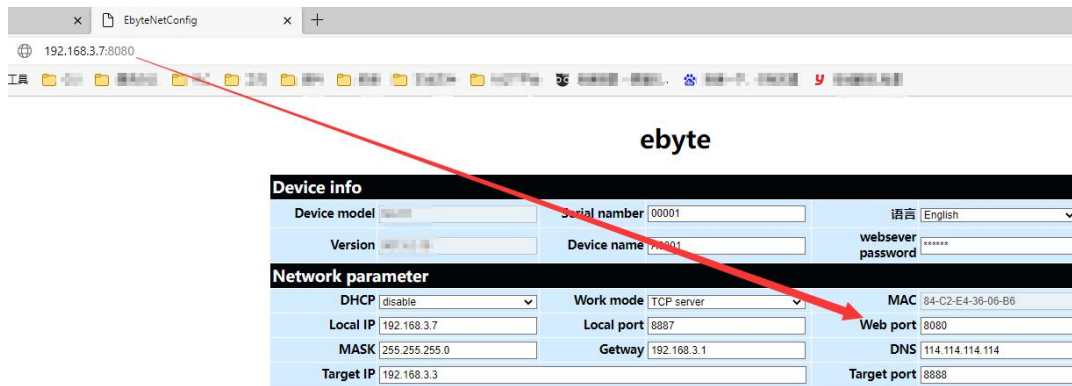 EbyteNetConfig
192.168.3.7:8080
工具
ebyte
Device info
Device model Serial number 00001 语言 English
Version Device name A0001 websever password ******
Network parameter
DHCP disable Work mode TCP server MAC 84-C2-E4-36-06-B6
Local IP 192.168.3.7 Local port 8887 Web port 8080
MASK 255.255.255.0 Getway 192.168.3.1 DNS 114.114.114.114
Target IP 192.168.3.3 Target port 8888